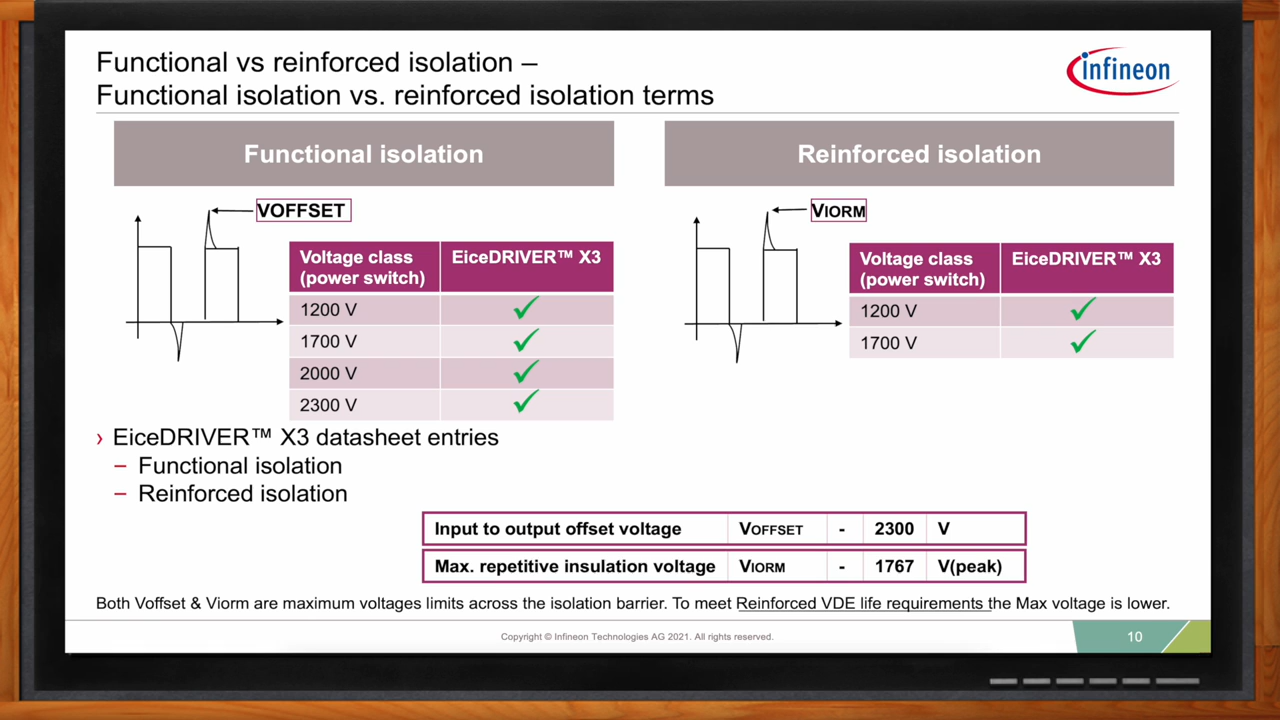 Functional vs reinforced isolation –
Functional isolation vs. reinforced isolation terms
infineon
Functional isolation
VOFFSET
Voltage class (power switch) EiceDRIVER™ X3
1200 V ✓
1700 V ✓
2000 V ✓
2300 V ✓
Reinforced isolation
VIORM
Voltage class (power switch) EiceDRIVER™ X3
1200 V ✓
1700 V ✓
› EiceDRIVER™ X3 datasheet entries
– Functional isolation
– Reinforced isolation
Input to output offset voltage VOFFSET - 2300 V
Max. repetitive insulation voltage VIORM - 1767 V(peak)
Both Voffset & Viorm are maximum voltages limits across the isolation barrier. To meet Reinforced VDE life requirements the Max voltage is lower.
Copyright © Infineon Technologies AG 2021. All rights reserved.
10